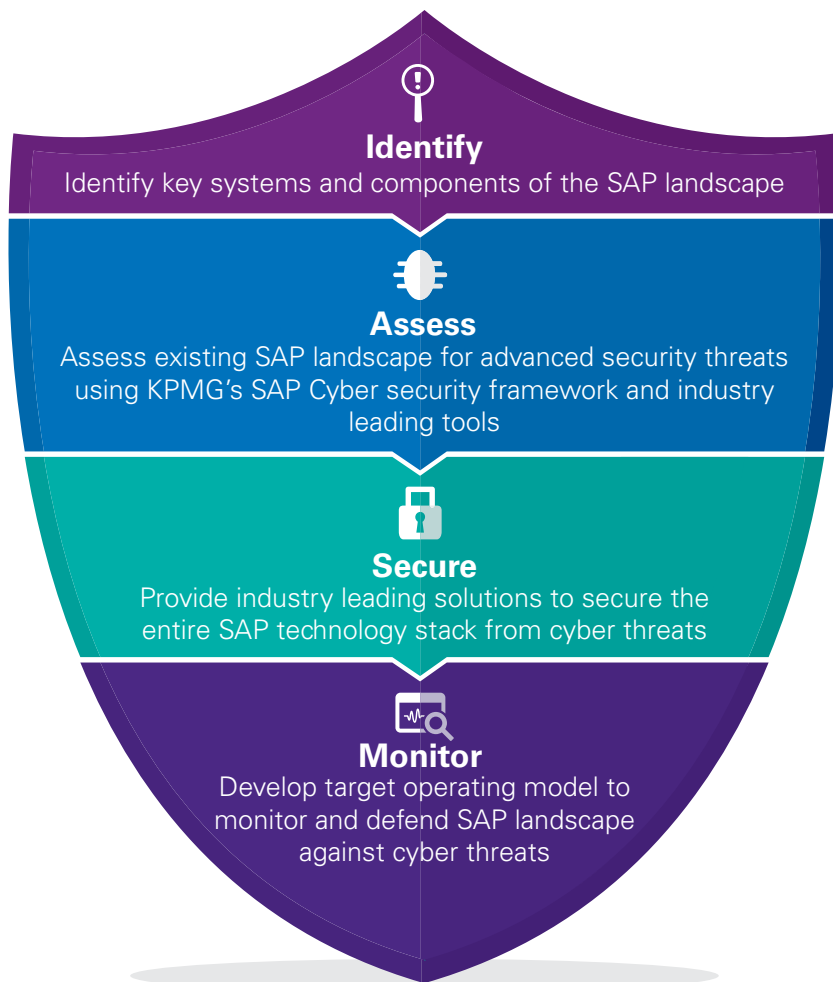 Identify
Identify key systems and components of the SAP landscape
Assess
Assess existing SAP landscape for advanced security threats
using KPMG's SAP Cyber security framework and industry
leading tools
Secure
Provide industry leading solutions to secure the
entire SAP technology stack from cyber threats
Monitor
Develop target operating model to
monitor and defend SAP landscape
against cyber threats